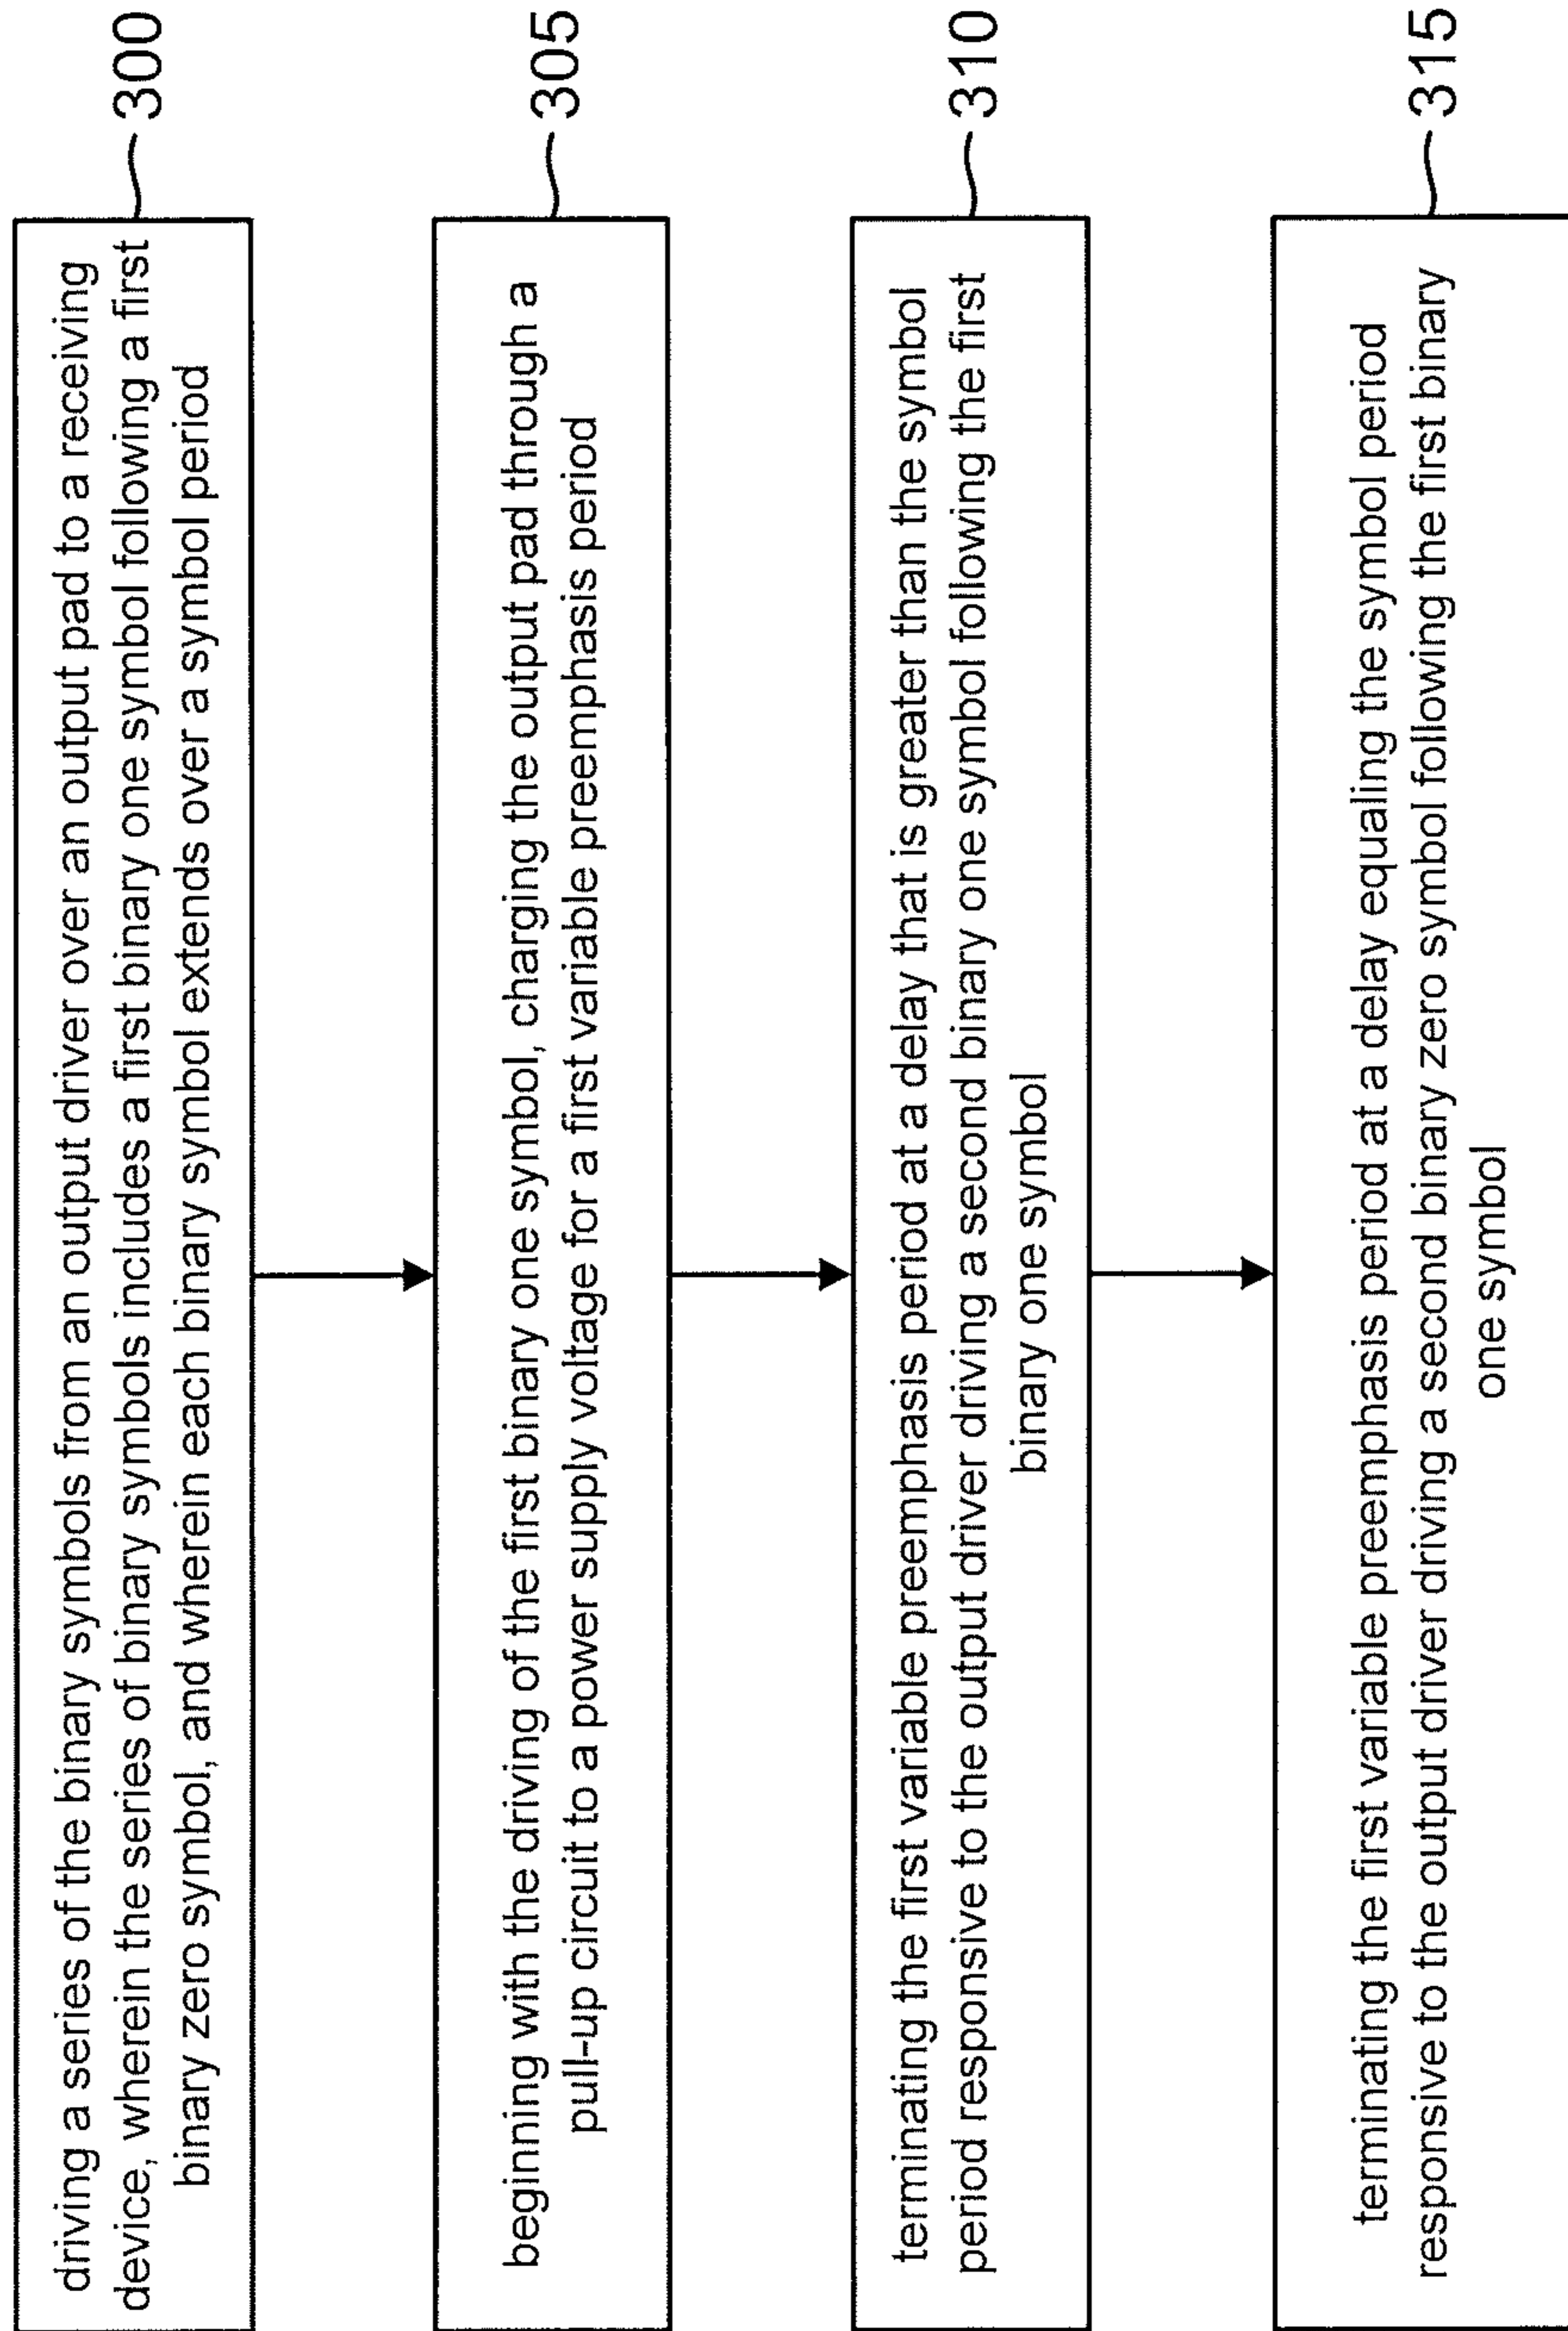 driving a series of the binary symbols from an output driver over an output pad to a receiving
device, wherein the series of binary symbols includes a first binary one symbol following a first
binary zero symbol, and wherein each binary symbol extends over a symbol period
300
beginning with the driving of the first binary one symbol, charging the output pad through a
pull-up circuit to a power supply voltage for a first variable preemphasis period
305
terminating the first variable preemphasis period at a delay that is greater than the symbol
period responsive to the output driver driving a second binary one symbol following the first
binary one symbol
310
terminating the first variable preemphasis period at a delay equaling the symbol period
responsive to the output driver driving a second binary zero symbol following the first binary
one symbol
315